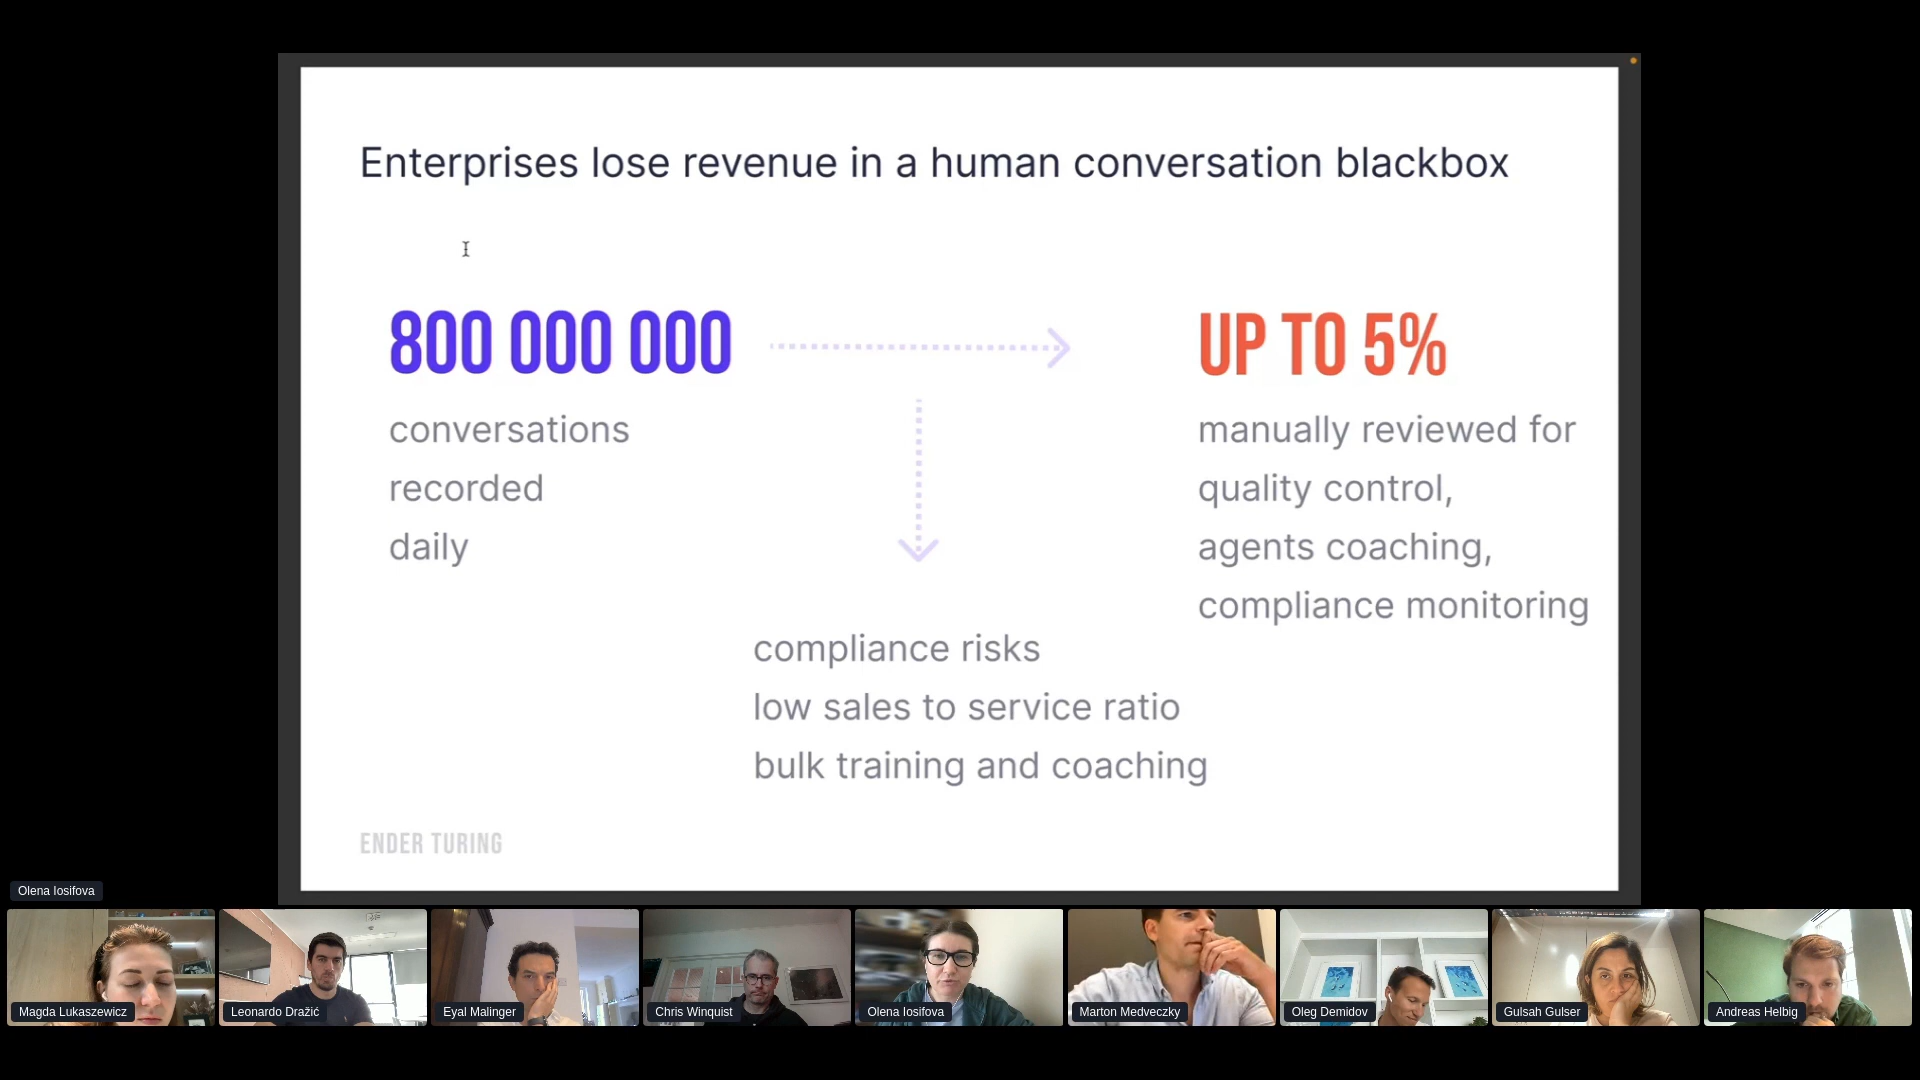 Enterprises lose revenue in a human conversation blackbox
800 000 000
conversations
recorded
daily
UP TO 5%
manually reviewed for
quality control,
agents coaching,
compliance monitoring
compliance risks
low sales to service ratio
bulk training and coaching
ENDER TURING
Olena Iosifova
Magda Lukaszewicz
Leonardo Dražić
Eyal Malinger
Chris Winquist
Olena Iosifova
Marton Medveczky
Oleg Demidov
Gulsah Gulser
Andreas Helbig